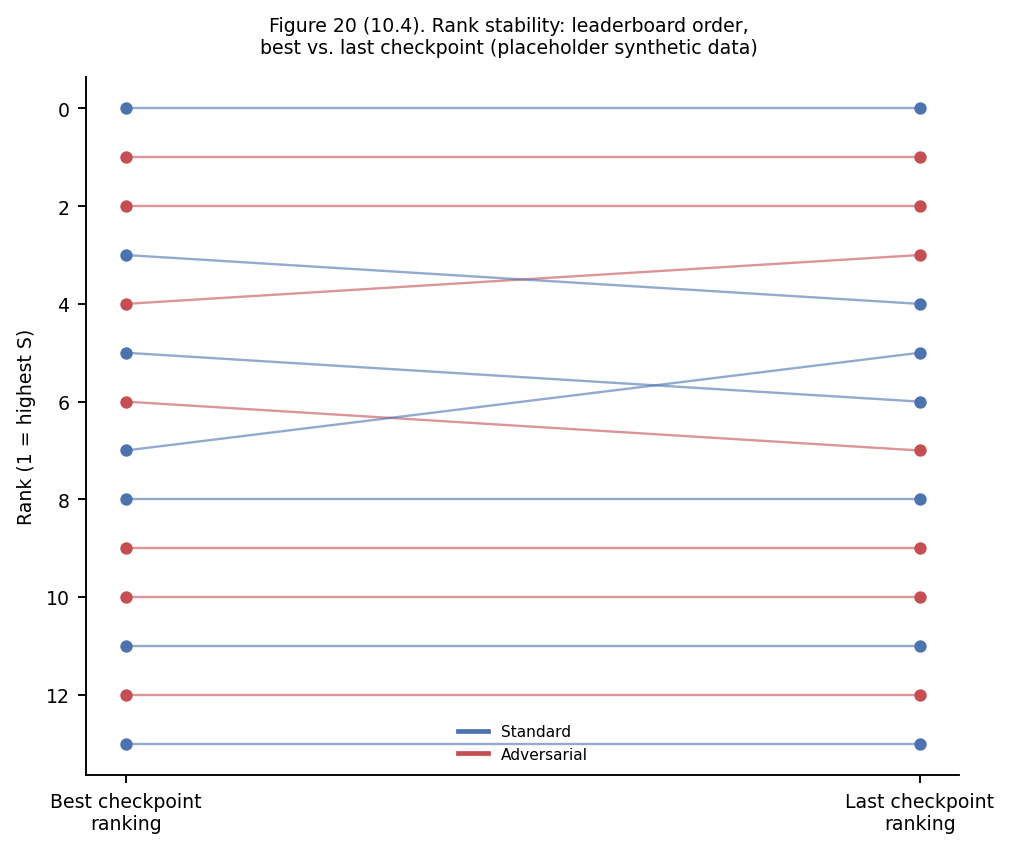 Figure 20 (10.4). Rank stability: leaderboard order,
best vs. last checkpoint (placeholder synthetic data)
Rank (1 = highest S)
0
2
4
6
8
10
12
Standard
Adversarial
Best checkpoint
ranking
Last checkpoint
ranking